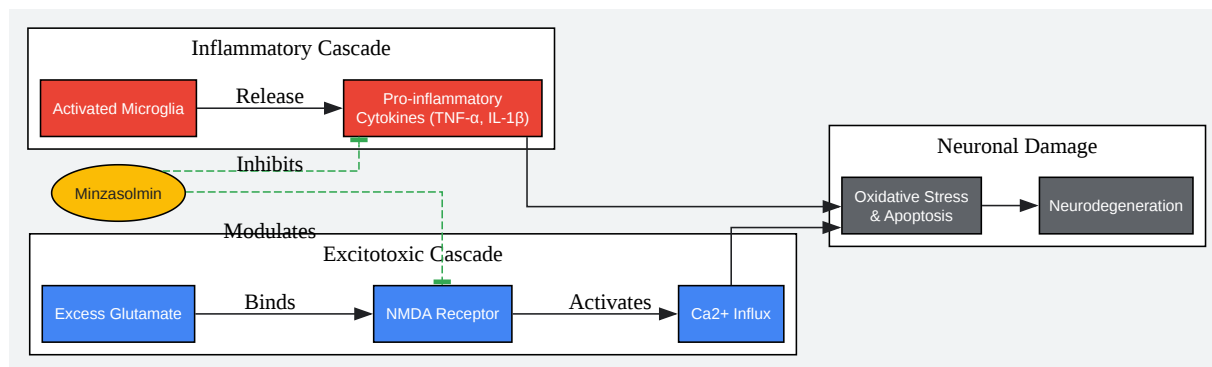 Inflammatory Cascade
Activated Microglia
Release
Pro-inflammatory
Cytokines (TNF-α, IL-1β)
Inhibits
Minzasolmin
Modulates
Excitotoxic Cascade
Excess Glutamate
Binds
NMDA Receptor
Activates
Ca2+ Influx
Neuronal Damage
Oxidative Stress
& Apoptosis
Neurodegeneration